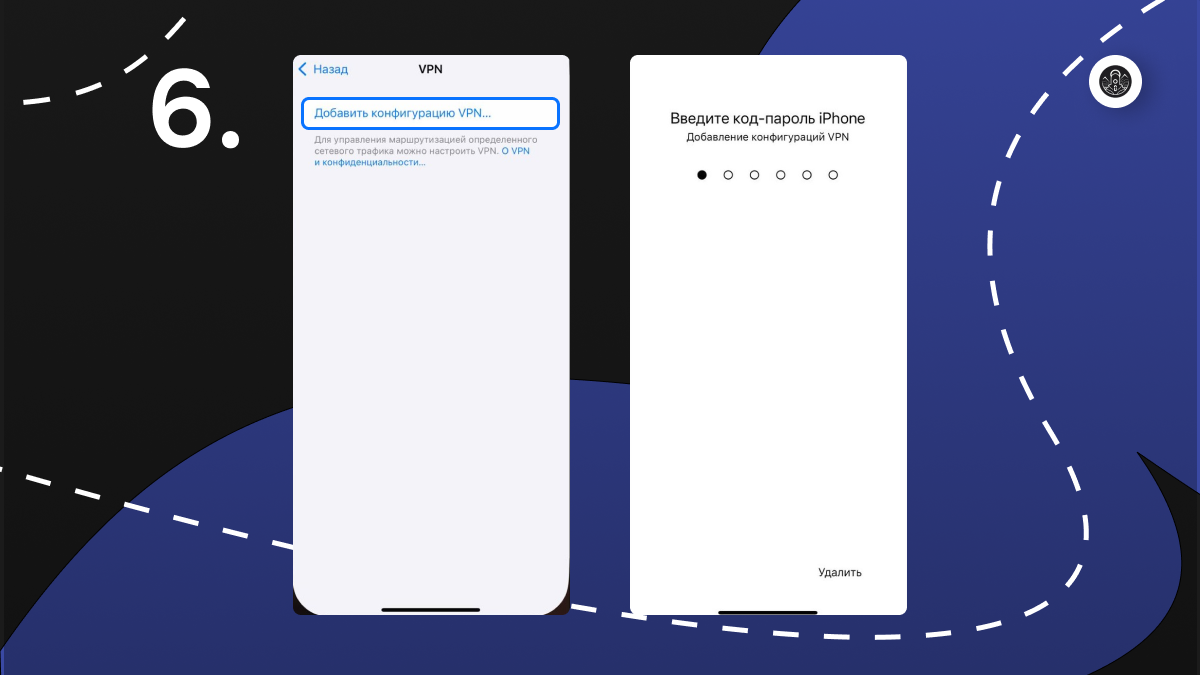 6.
Назад
VPN
Добавить конфигурацию VPN...
Для управления маршрутизацией определенного
сетевого трафика можно настроить VPN. О VPN
и конфиденциальности...
Введите код-пароль iPhone
Добавление конфигураций VPN
Удалить